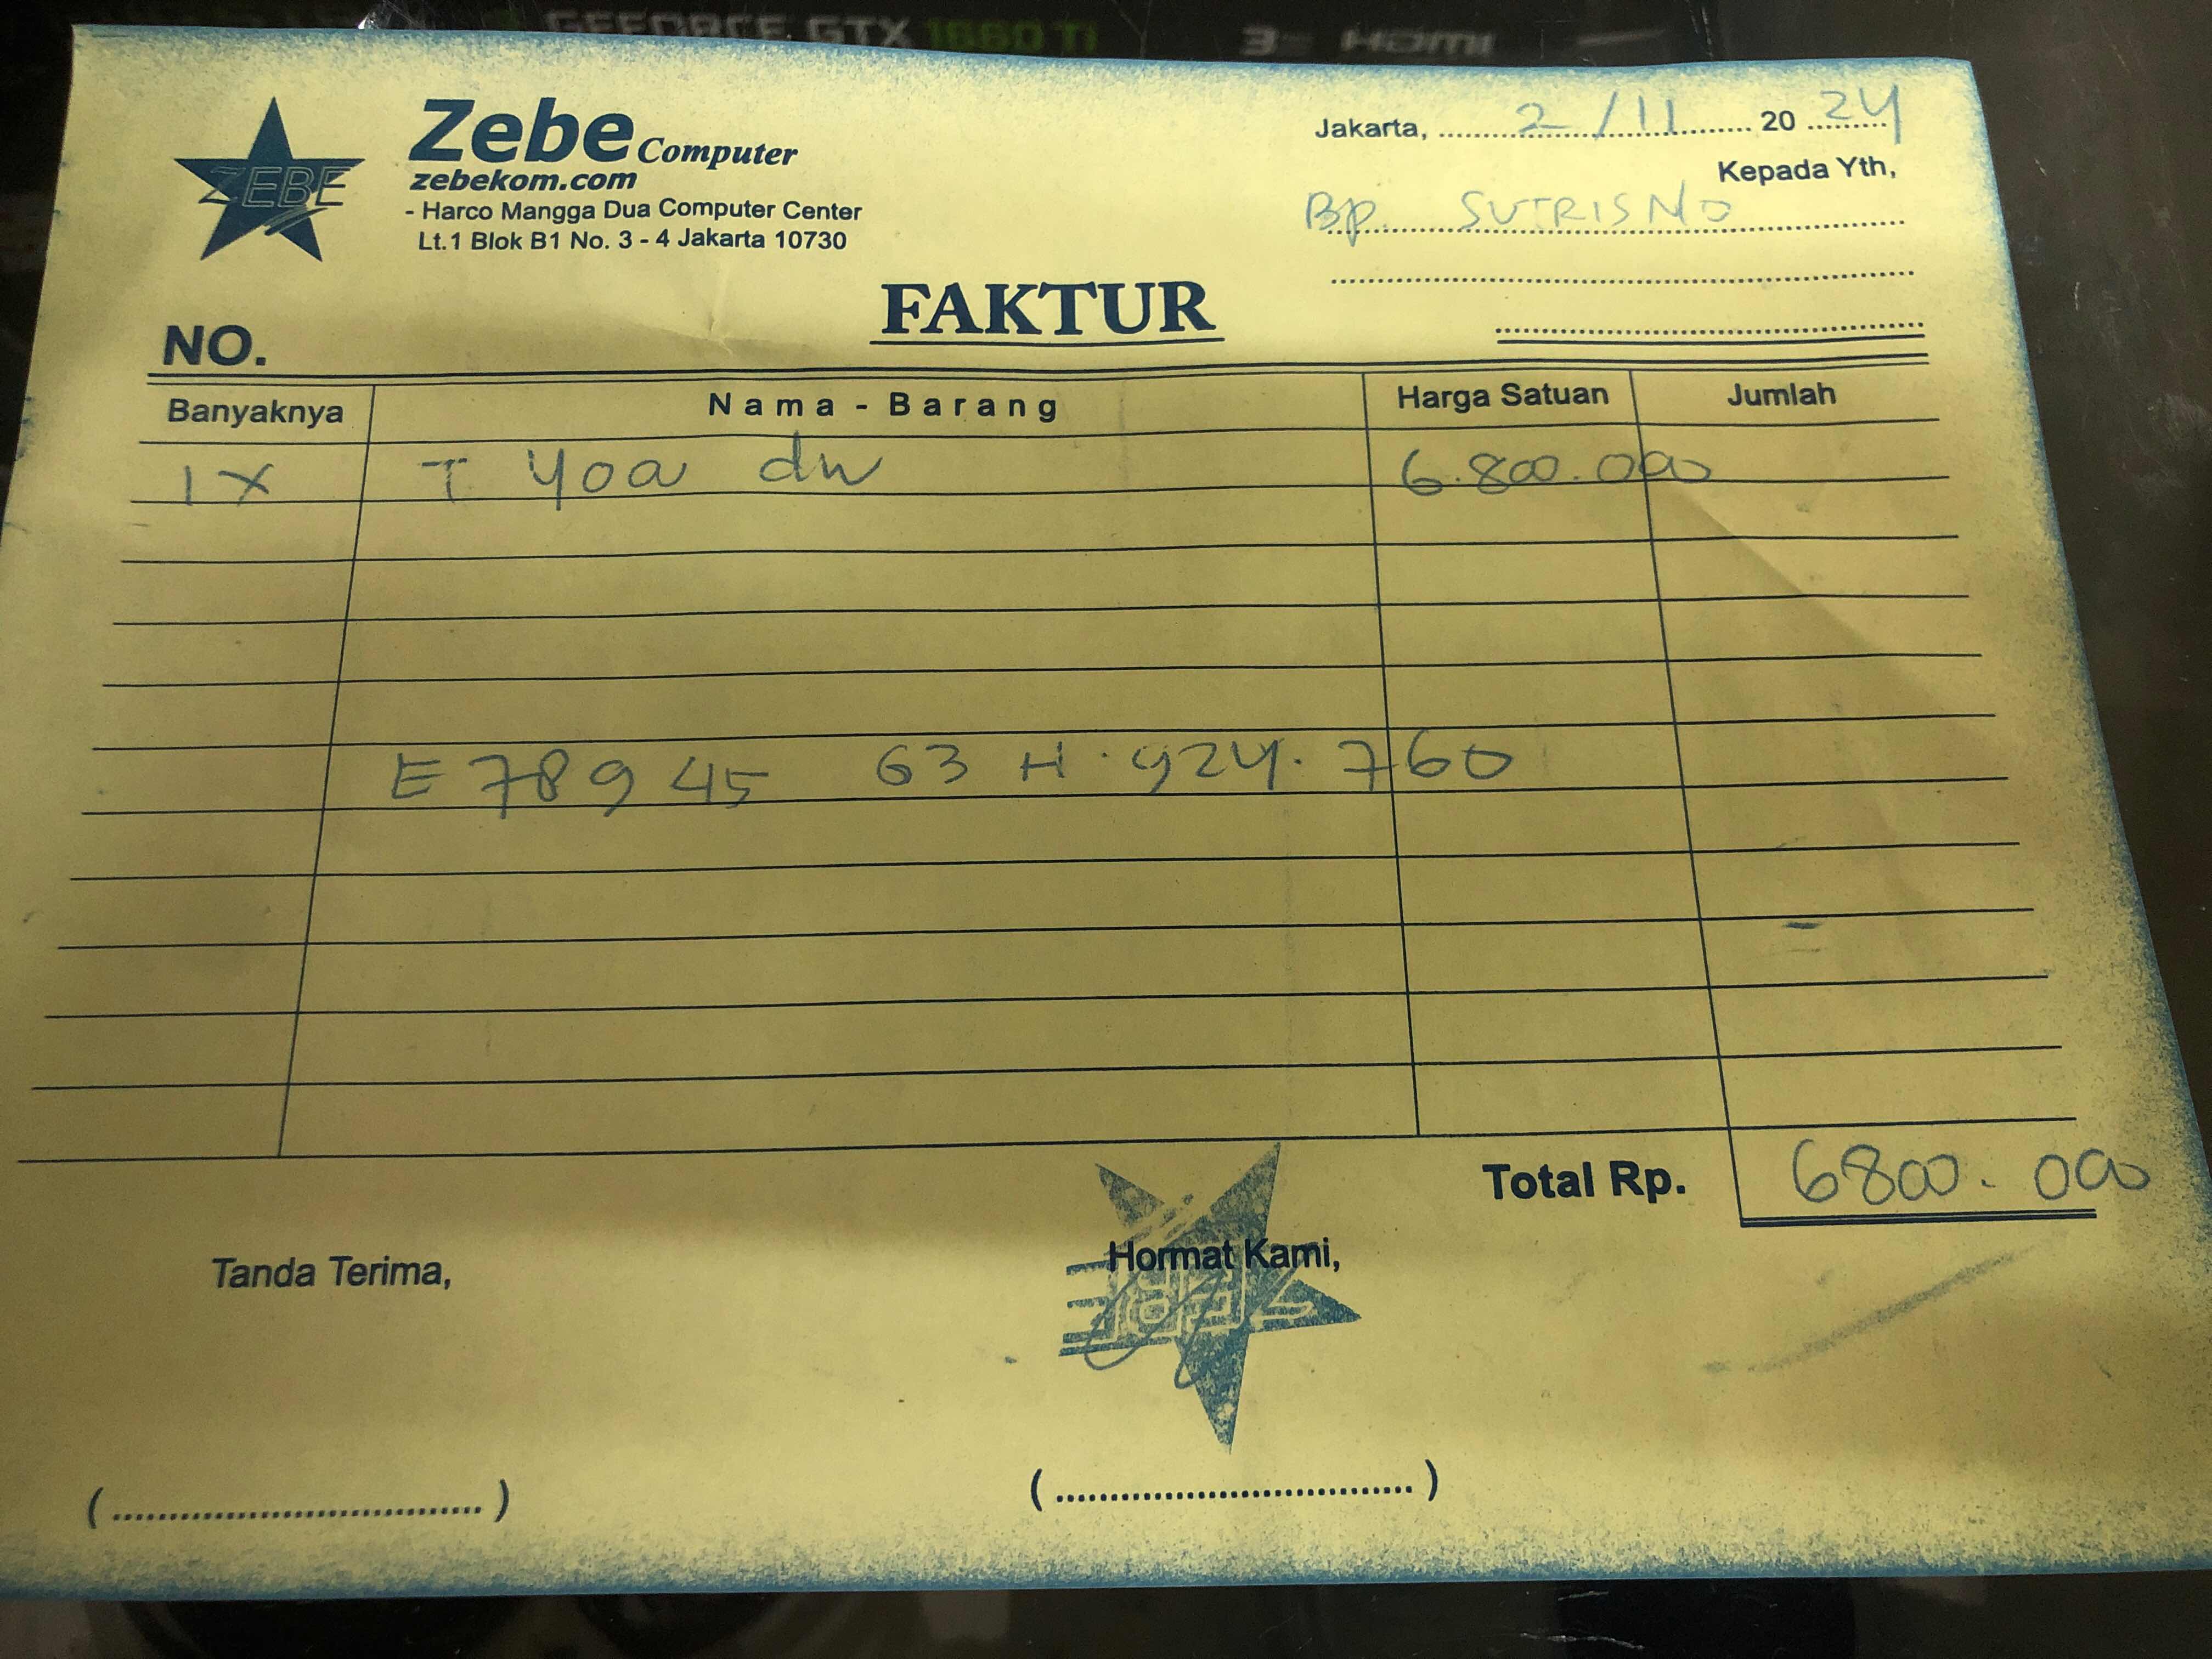 GEFORCE GTX 1660 Ti 3 HDMI
ZEBE
Zebe Computer
zebekom.com
- Harco Mangga Dua Computer Center
Lt.1 Blok B1 No. 3 - 4 Jakarta 10730
Jakarta, 2/11 20 24
Kepada Yth,
Bp. SUTRISNO
FAKTUR
NO.
Banyaknya Nama - Barang Harga Satuan Jumlah
1X T 400 6.800.000
E78945 63 H.924.760
Total Rp. 6800.000
Tanda Terima,
Hormat Kami,
ZEBE
(................................)
(................................)